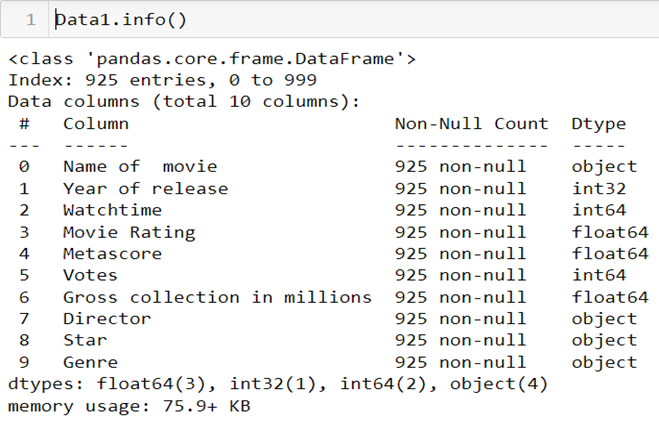 1 Data1.info()
<class 'pandas.core.frame.DataFrame'>
Index: 925 entries, 0 to 999
Data columns (total 10 columns):
 #   Column                        Non-Null Count  Dtype
---  ------                        --------------  -----
 0   Name of  movie                925 non-null    object
 1   Year of release               925 non-null    int32
 2   Watchtime                     925 non-null    int64
 3   Movie Rating                  925 non-null    float64
 4   Metascore                     925 non-null    float64
 5   Votes                         925 non-null    int64
 6   Gross collection in millions  925 non-null    float64
 7   Director                      925 non-null    object
 8   Star                          925 non-null    object
 9   Genre                         925 non-null    object
dtypes: float64(3), int32(1), int64(2), object(4)
memory usage: 75.9+ KB